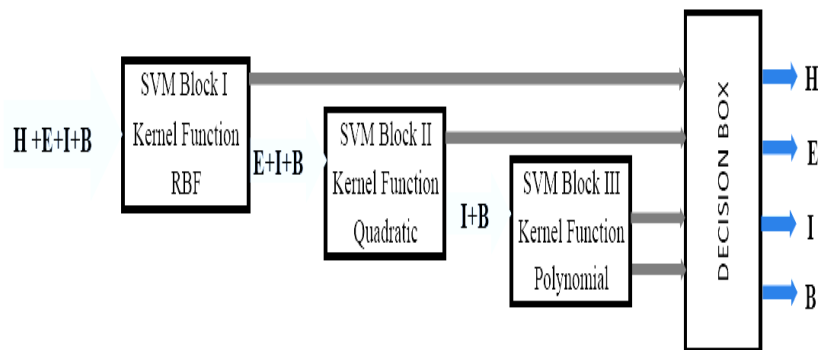 H +E+I+B
SVM Block I
Kernel Function
RBF
E+I+B
SVM Block II
Kernel Function
Quadratic
I+B
SVM Block III
Kernel Function
Polynomial
DECISION BOX
H
E
I
B